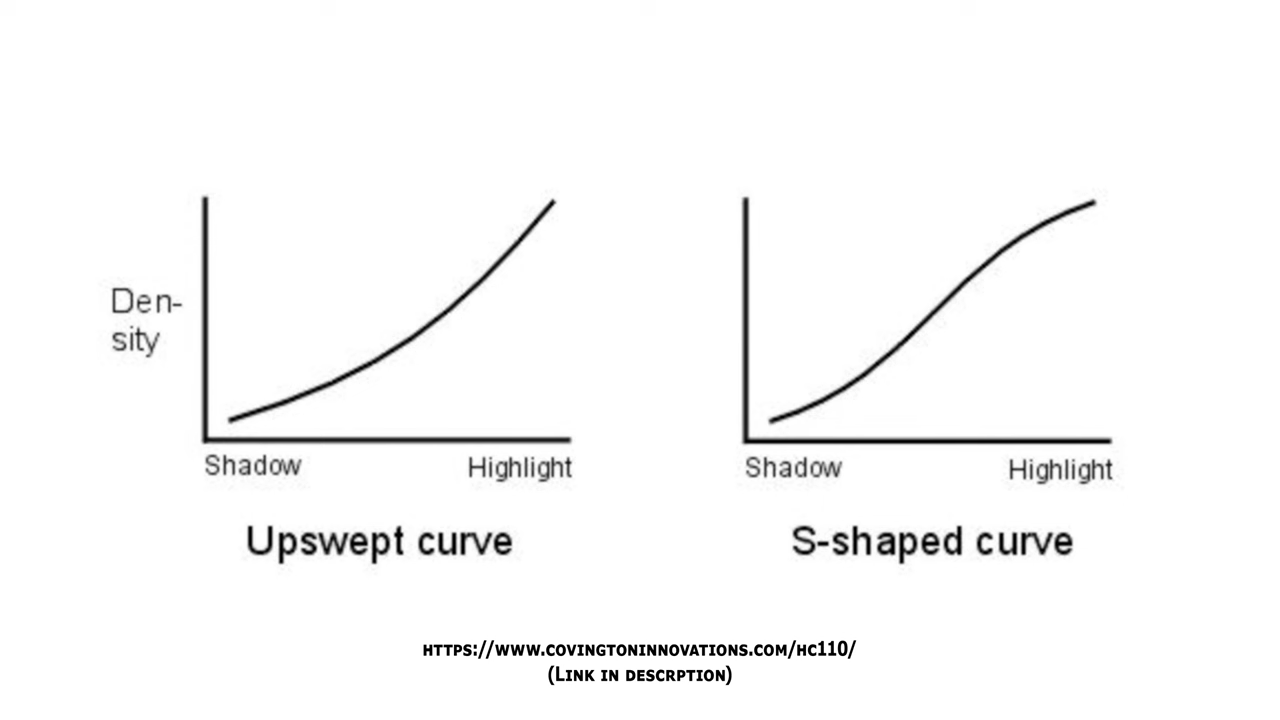 Den-
sity
Shadow
Highlight
Upswept curve
Shadow
Highlight
S-shaped curve
https://www.covingtoninnovations.com/hc110/
(Link in descrption)